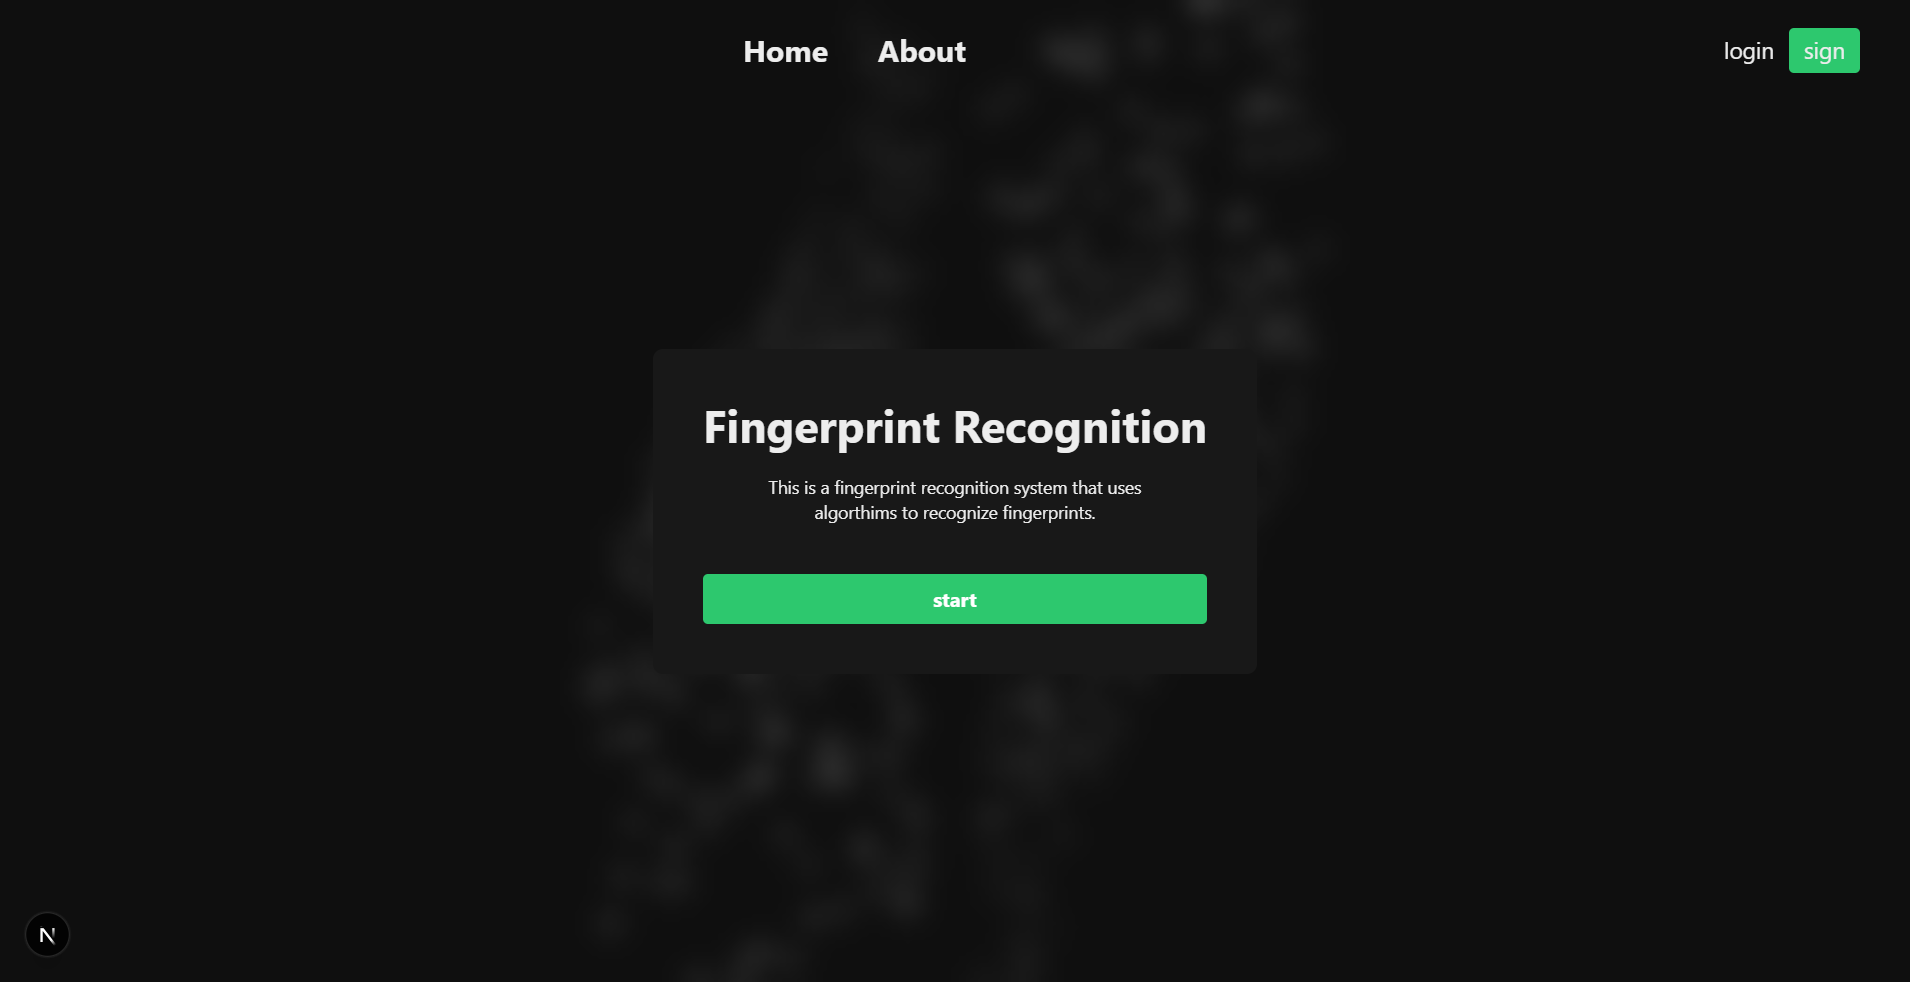 Home About login sign
Fingerprint Recognition
This is a fingerprint recognition system that uses
algorthims to recognize fingerprints.
start
N